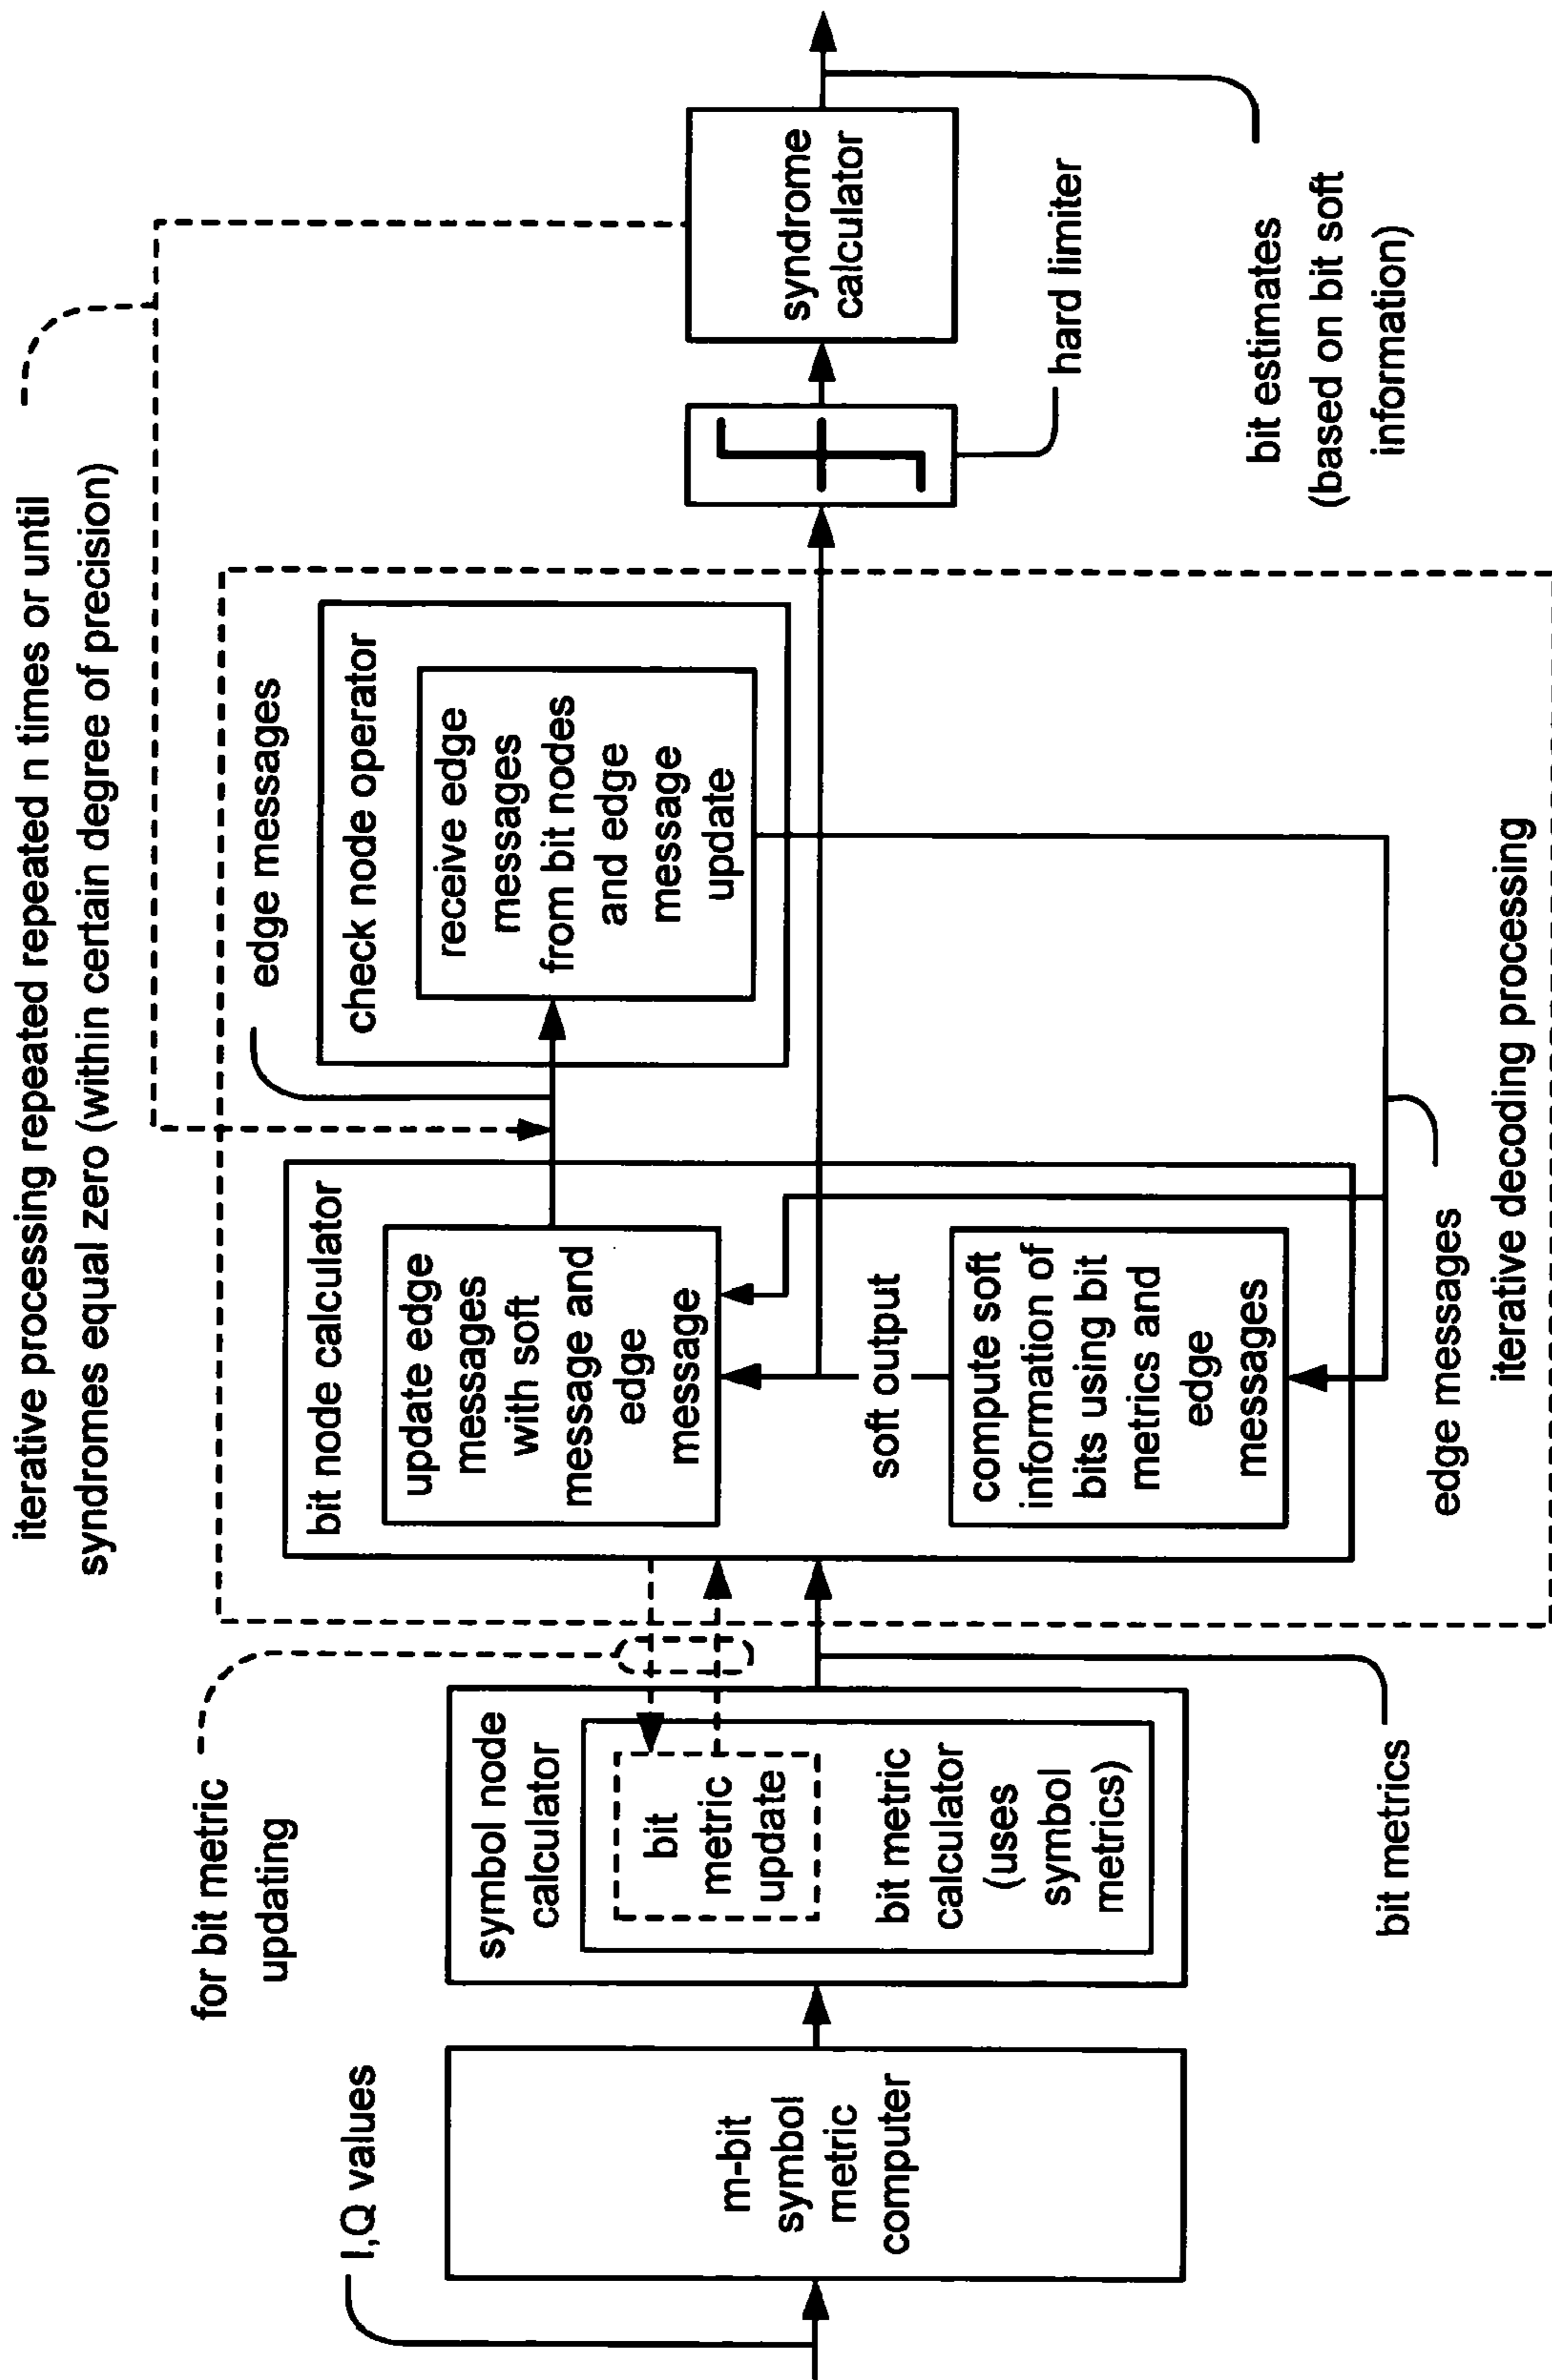 iterative processing repeated repeated n times or until
syndromes equal zero (within certain degree of precision)
for bit metric
updating
I,Q values
m-bit
symbol
metric
computer
symbol node
calculator
bit
metric
update
bit metric
calculator
(uses
symbol
metrics)
bit metrics
bit node calculator
update edge
messages
with soft
message and
edge
message
soft output
compute soft
information of
bits using bit
metrics and
edge
messages
edge messages
check node operator
receive edge
messages
from bit nodes
and edge
message
update
edge messages
iterative decoding processing
hard limiter
syndrome
calculator
bit estimates
(based on bit soft
information)